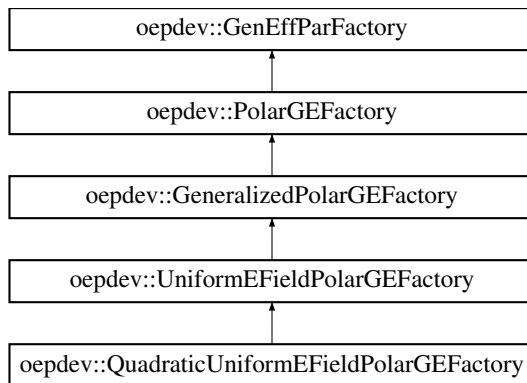 oepdev::GenEffParFactory
oepdev::PolarGEFactory
oepdev::GeneralizedPolarGEFactory
oepdev::UniformEFieldPolarGEFactory
oepdev::QuadraticUniformEFieldPolarGEFactory